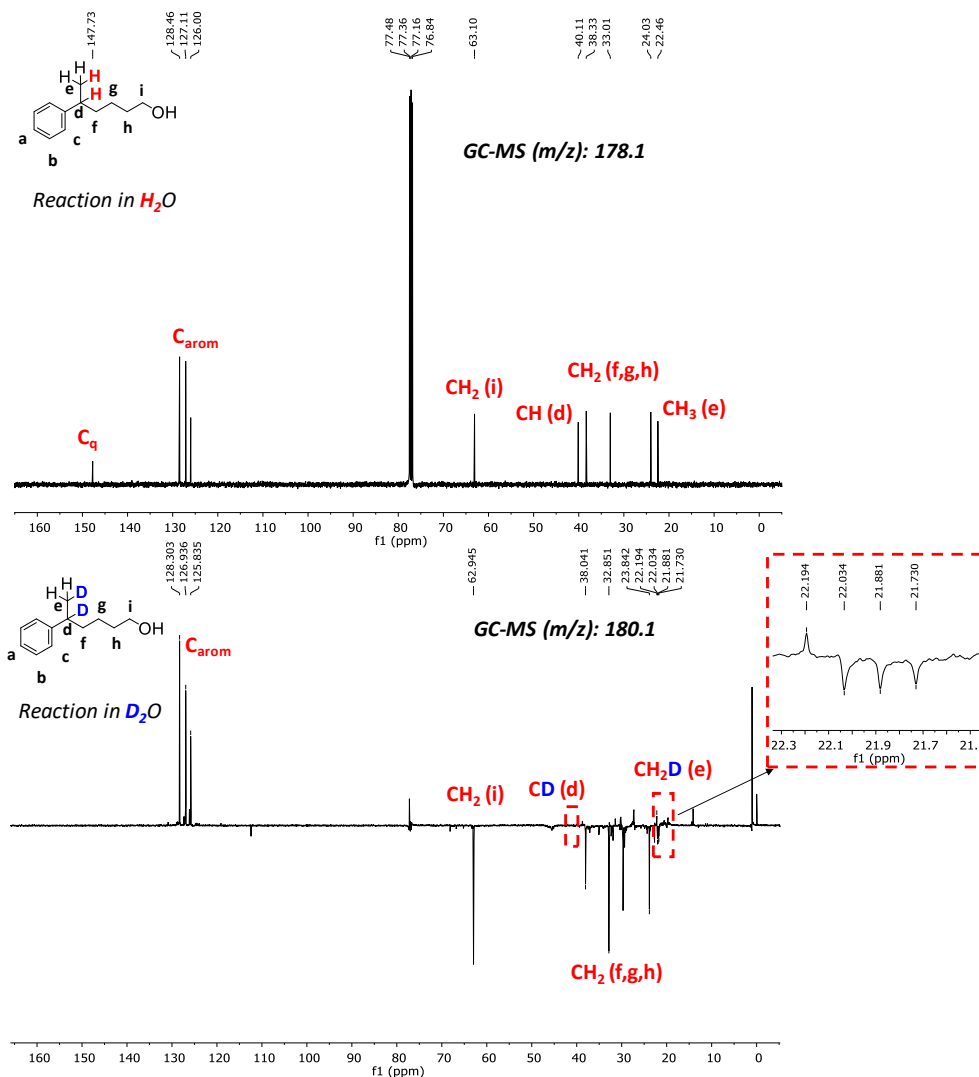 147.73
128.46
127.11
126.00
77.48
77.36
77.16
76.84
63.10
40.11
38.33
33.01
24.03
22.46
H
H H
e g i
H
d OH
f h
a c
b
GC-MS (m/z): 178.1
Reaction in H2O
Carom
CH2 (f,g,h)
CH2 (i)
CH (d) CH3 (e)
Cq
160 150 140 130 120 110 100 90 80 70 60 50 40 30 20 10 0
f1 (ppm)
128.303
126.936
125.835
62.945
38.041
32.851
23.842
22.194
22.034
21.881
21.730
H
H D
e g i
D
d OH
f h
a c
b
GC-MS (m/z): 180.1
Reaction in D2O
Carom
CH2 (i)
CD (d)
CH2D (e)
CH2 (f,g,h)
22.194
22.034
21.881
21.730
22.3 22.1 21.9 21.7 21.
f1 (ppm)
160 150 140 130 120 110 100 90 80 70 60 50 40 30 20 10 0
f1 (ppm)